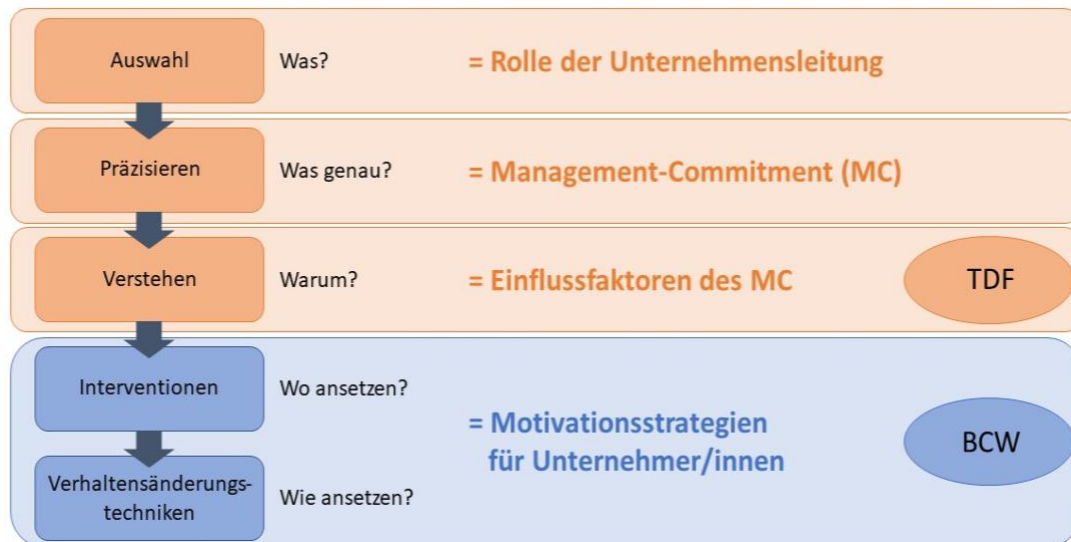 Auswahl
Was?
= Rolle der Unternehmensleitung
Präzisieren
Was genau?
= Management-Commitment (MC)
Verstehen
Warum?
= Einflussfaktoren des MC
TDF
Interventionen
Wo ansetzen?
= Motivationsstrategien
für Unternehmer/innen
BCW
Verhaltensänderungs-
techniken
Wie ansetzen?